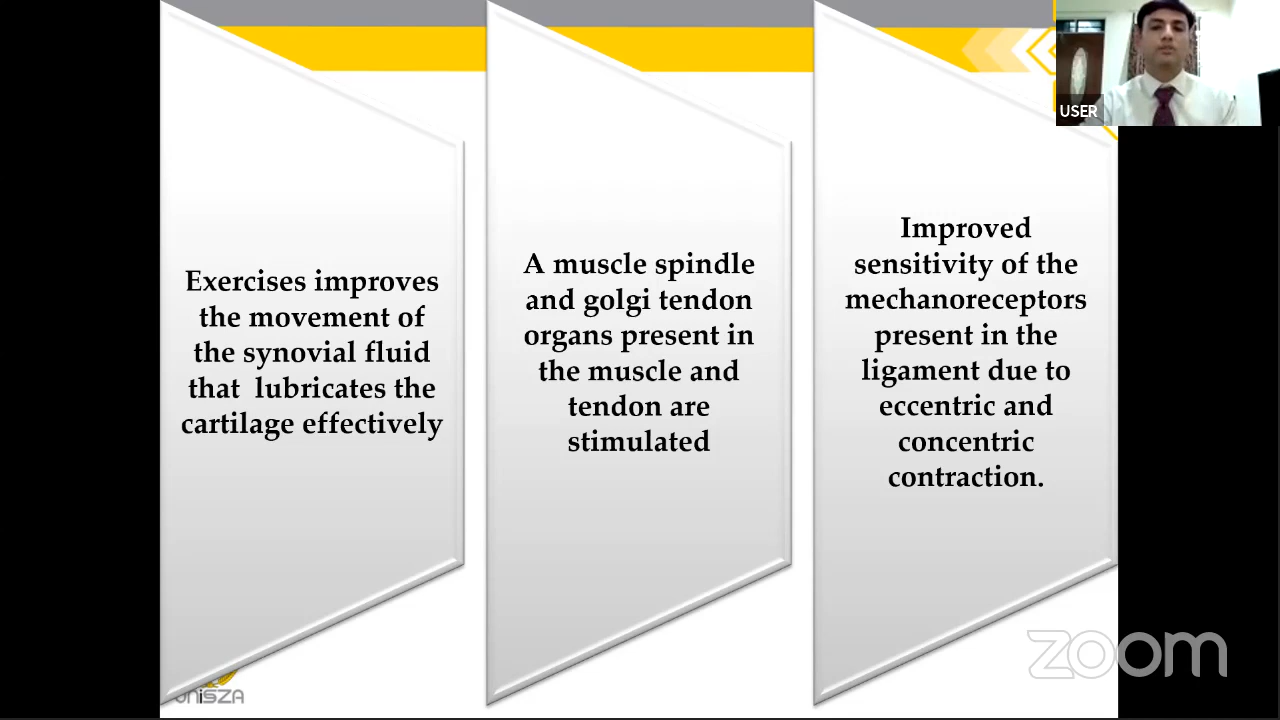 Exercises improves
the movement of
the synovial fluid
that lubricates the
cartilage effectively
A muscle spindle
and golgi tendon
organs present in
the muscle and
tendon are
stimulated
Improved
sensitivity of the
mechanoreceptors
present in the
ligament due to
eccentric and
concentric
contraction.
USER
zoom
UniSZA